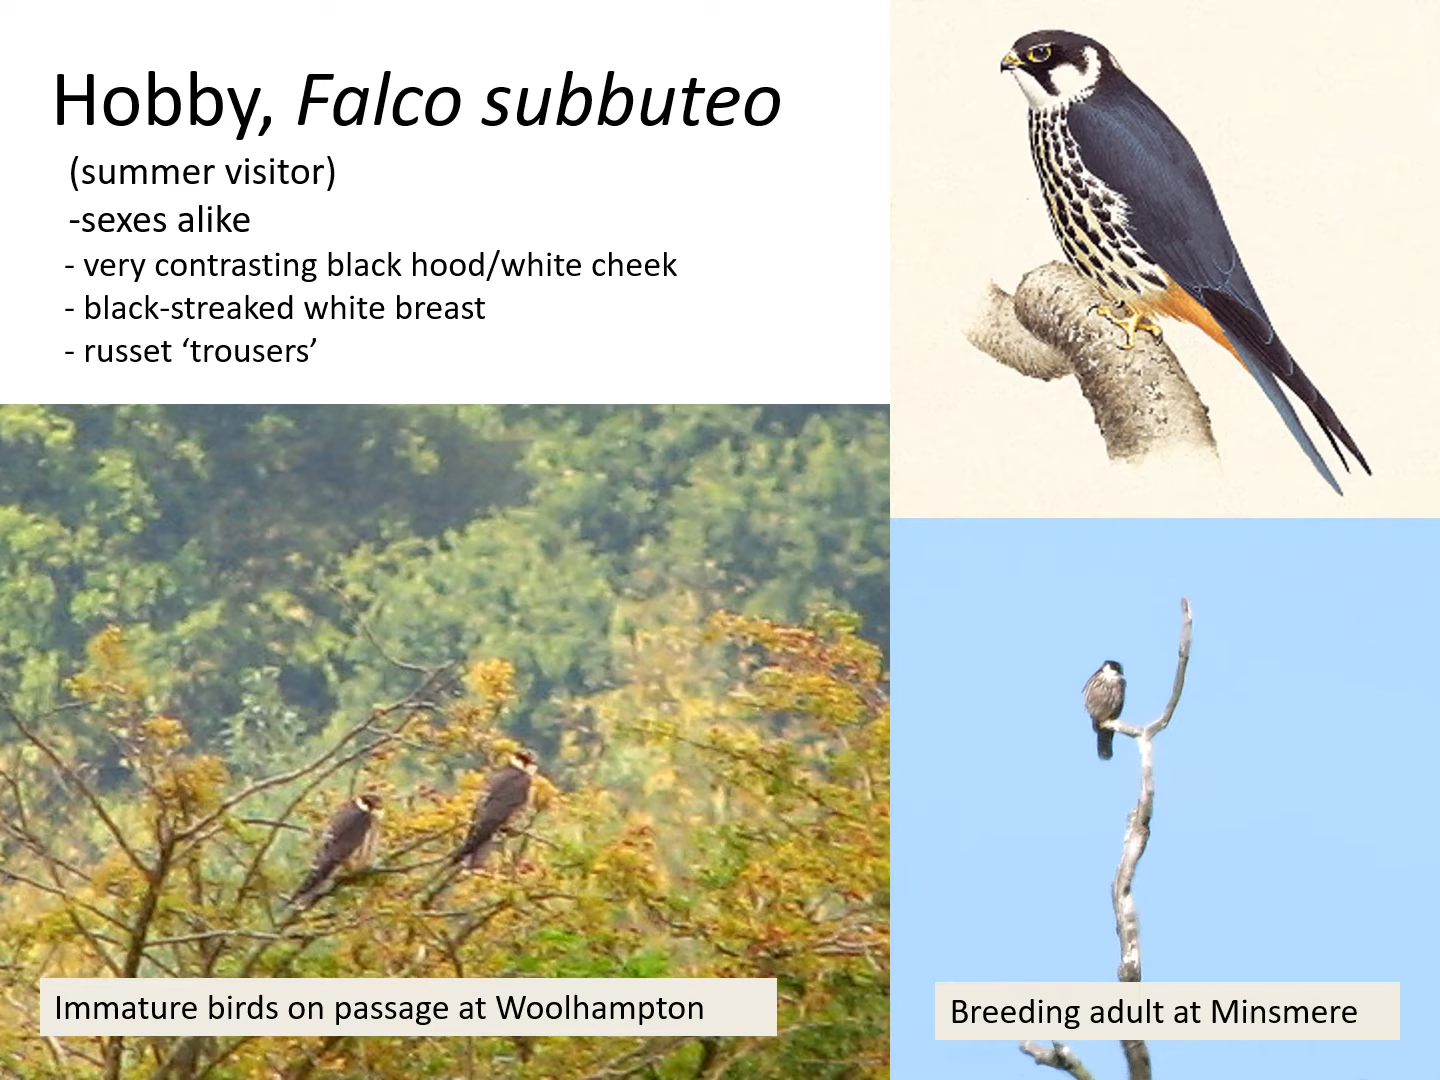 Hobby, Falco subbuteo
(summer visitor)
-sexes alike
- very contrasting black hood/white cheek
- black-streaked white breast
- russet ‘trousers’
Immature birds on passage at Woolhampton
Breeding adult at Minsmere